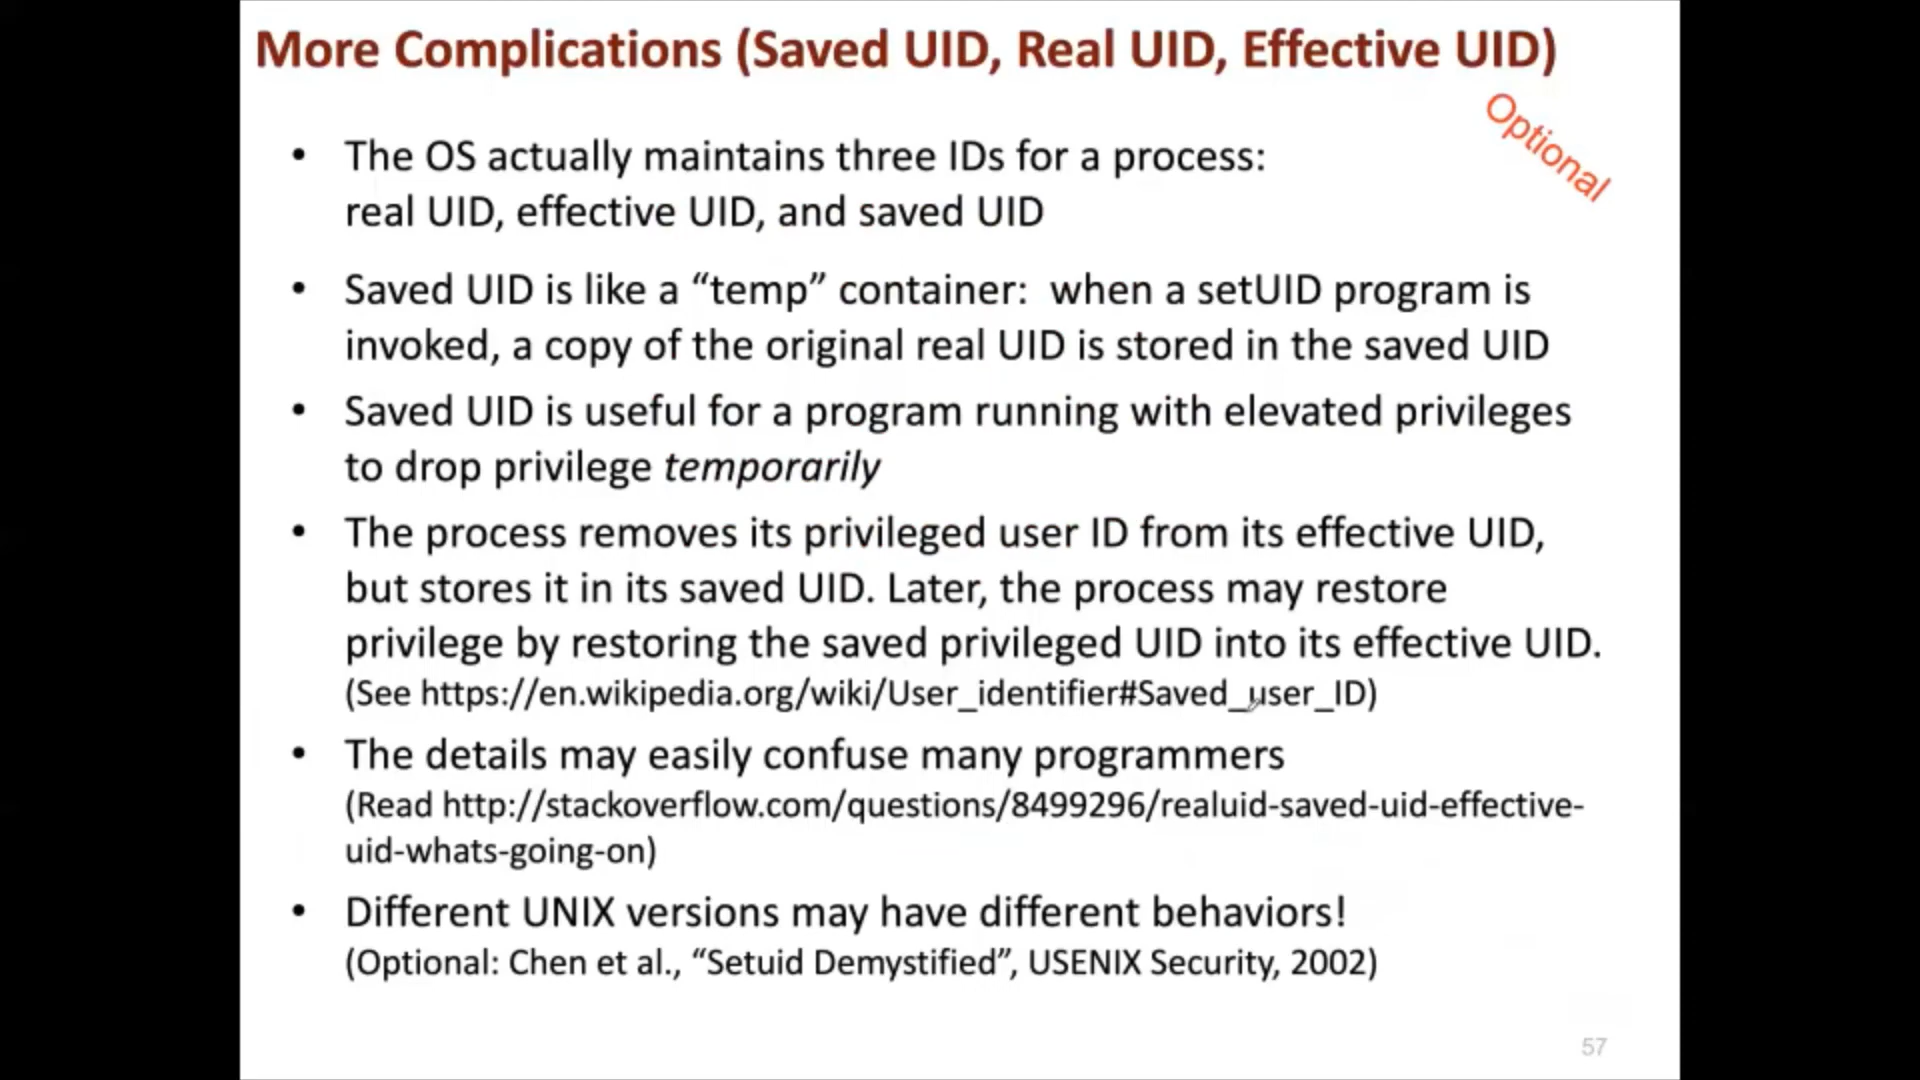 More Complications (Saved UID, Real UID, Effective UID)
Optional
• The OS actually maintains three IDs for a process:
real UID, effective UID, and saved UID
• Saved UID is like a “temp” container: when a setUID program is
invoked, a copy of the original real UID is stored in the saved UID
• Saved UID is useful for a program running with elevated privileges
to drop privilege temporarily
• The process removes its privileged user ID from its effective UID,
but stores it in its saved UID. Later, the process may restore
privilege by restoring the saved privileged UID into its effective UID.
(See https://en.wikipedia.org/wiki/User_identifier#Saved_user_ID)
• The details may easily confuse many programmers
(Read http://stackoverflow.com/questions/8499296/realuid-saved-uid-effective-
uid-whats-going-on)
• Different UNIX versions may have different behaviors!
(Optional: Chen et al., “Setuid Demystified”, USENIX Security, 2002)
57